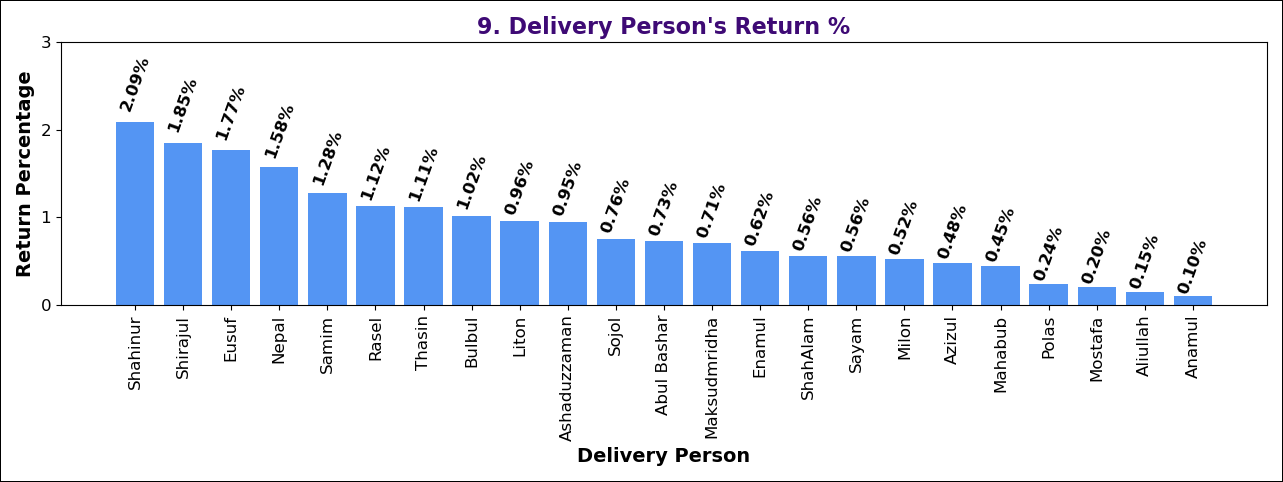 9. Delivery Person's Return %
Return Percentage
3
2
1
0
2.09%
1.85%
1.77%
1.58%
1.28%
1.12%
1.11%
1.02%
0.96%
0.95%
0.76%
0.73%
0.71%
0.62%
0.56%
0.56%
0.52%
0.48%
0.45%
0.24%
0.20%
0.15%
0.10%
Shahinur
Shirajul
Eusuf
Nepal
Samim
Rasel
Thasin
Bulbul
Liton
Ashaduzzaman
Sojol
Abul Bashar
Maksudmridha
Enamul
ShahAlam
Sayam
Milon
Azizul
Mahabub
Polas
Mostafa
Aliullah
Anamul
Delivery Person